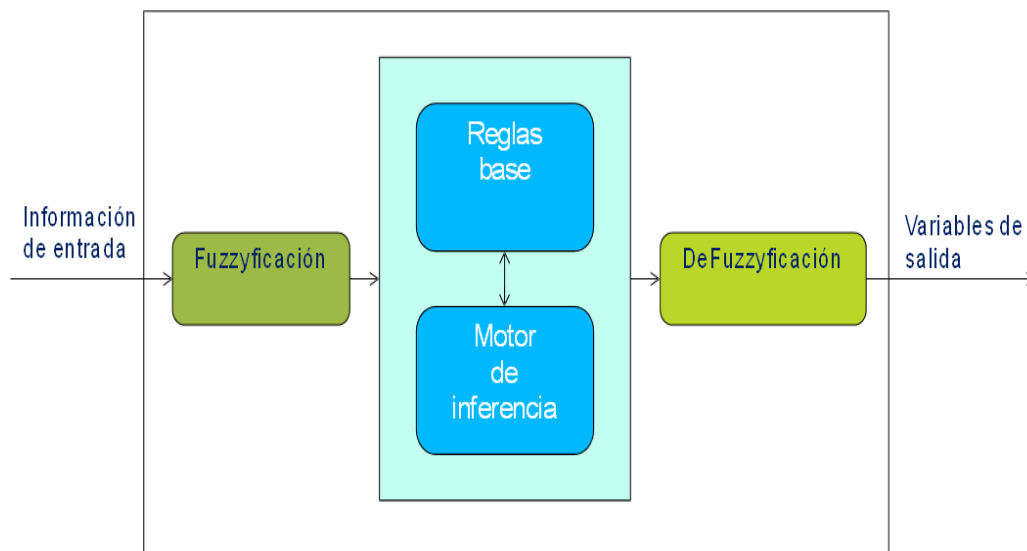 Información
de entrada
Fuzzyficación
Reglas
base
Motor
de
inferencia
DeFuzzyficación
Variables de
salida